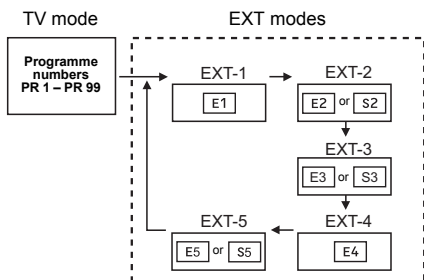 TV mode
EXT modes
Programme
numbers
PR 1 – PR 99
EXT-1
E1
EXT-2
E2 or S2
EXT-3
E3 or S3
EXT-4
E4
EXT-5
E5 or S5